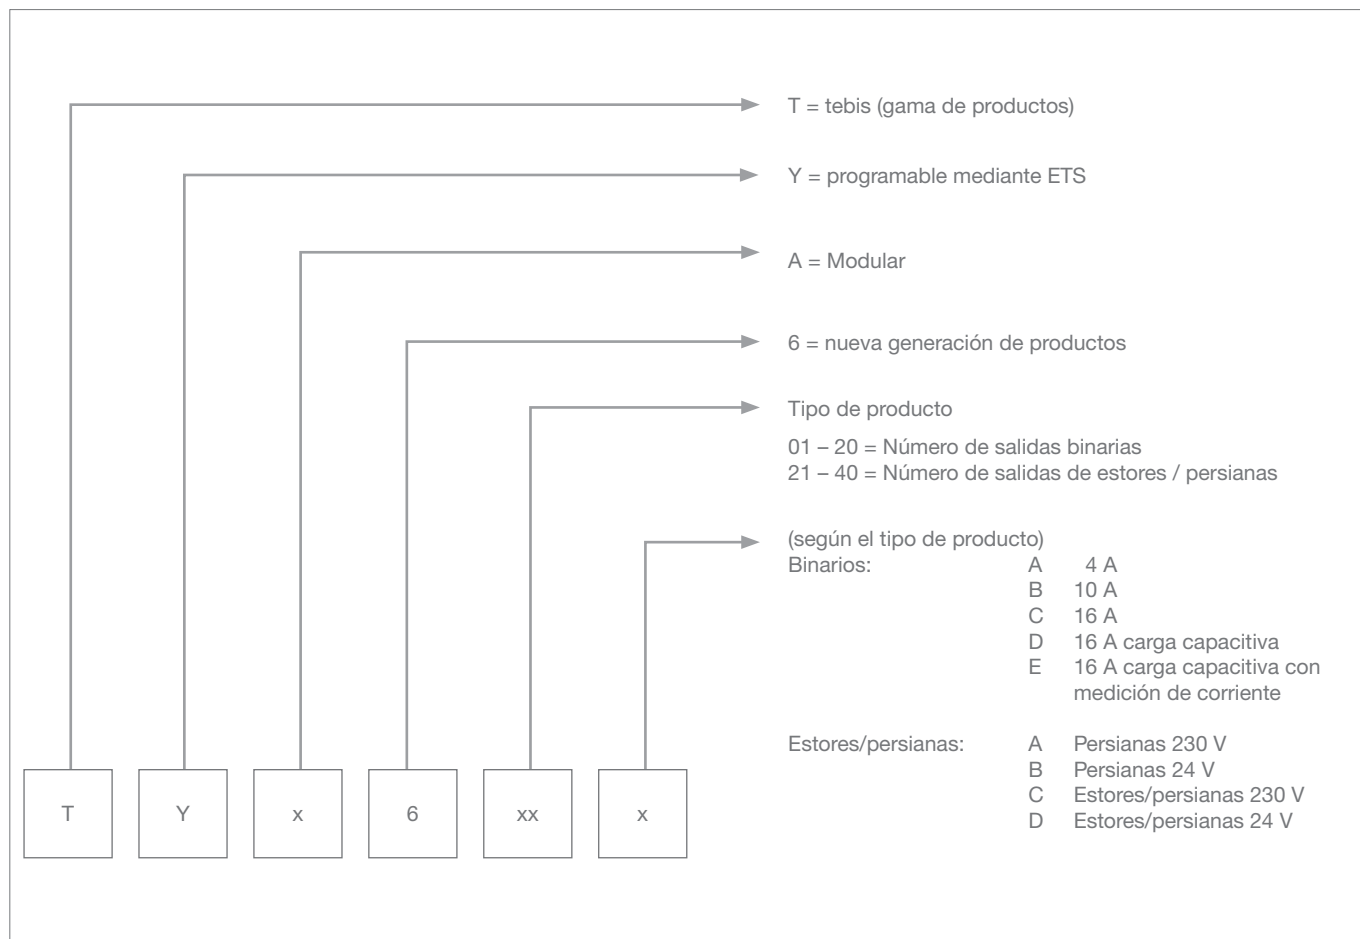 T = tebis (gama de productos)
Y = programable mediante ETS
A = Modular
6 = nueva generación de productos
Tipo de producto
01 – 20 = Número de salidas binarias
21 – 40 = Número de salidas de estores / persianas
(según el tipo de producto)
Binarios: A 4 A
B 10 A
C 16 A
D 16 A carga capacitiva
E 16 A carga capacitiva con
medición de corriente
Estores/persianas: A Persianas 230 V
B Persianas 24 V
C Estores/persianas 230 V
D Estores/persianas 24 V
T Y x 6 xx x